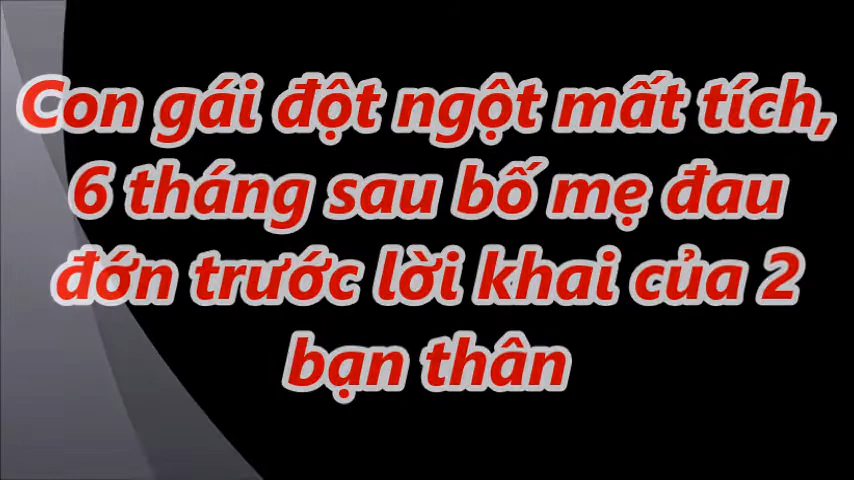 Con gái đột ngột mất tích,
6 tháng sau bố mẹ đau
đớn trước lời khai của 2
bạn thân